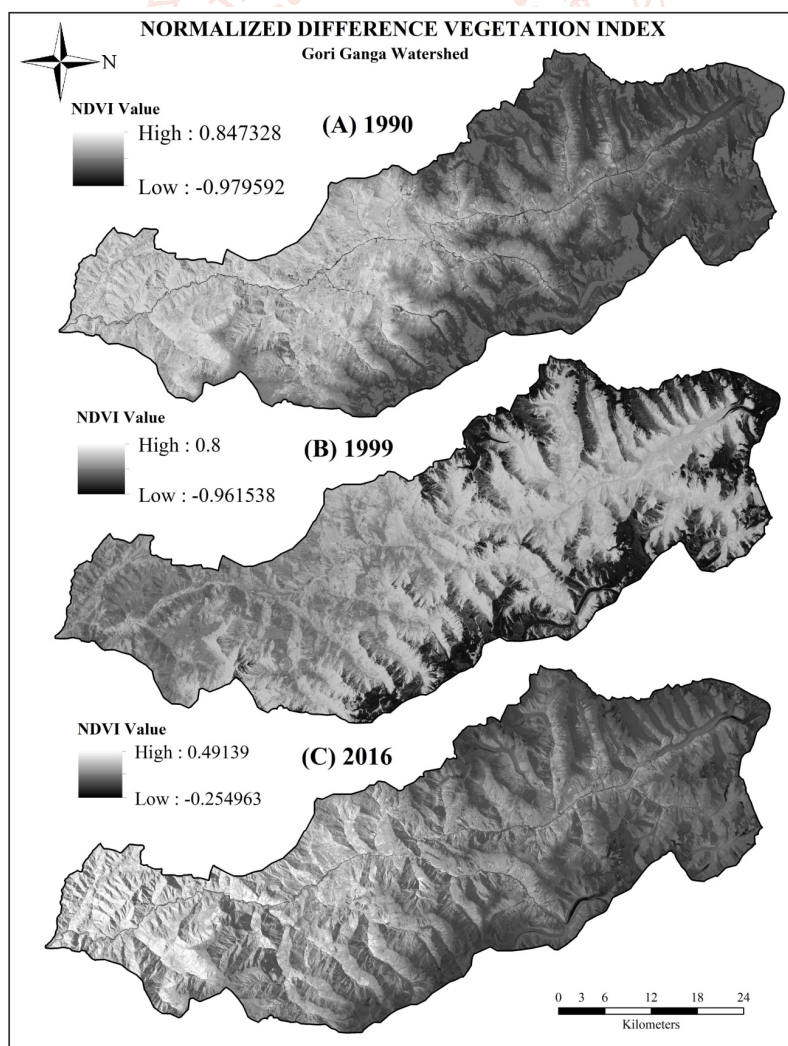 NORMALIZED DIFFERENCE VEGETATION INDEX
Gori Ganga Watershed
N
NDVI Value
High : 0.847328
Low : -0.979592
(A) 1990
NDVI Value
High : 0.8
Low : -0.961538
(B) 1999
NDVI Value
High : 0.49139
Low : -0.254963
(C) 2016
0 3 6 12 18 24
Kilometers